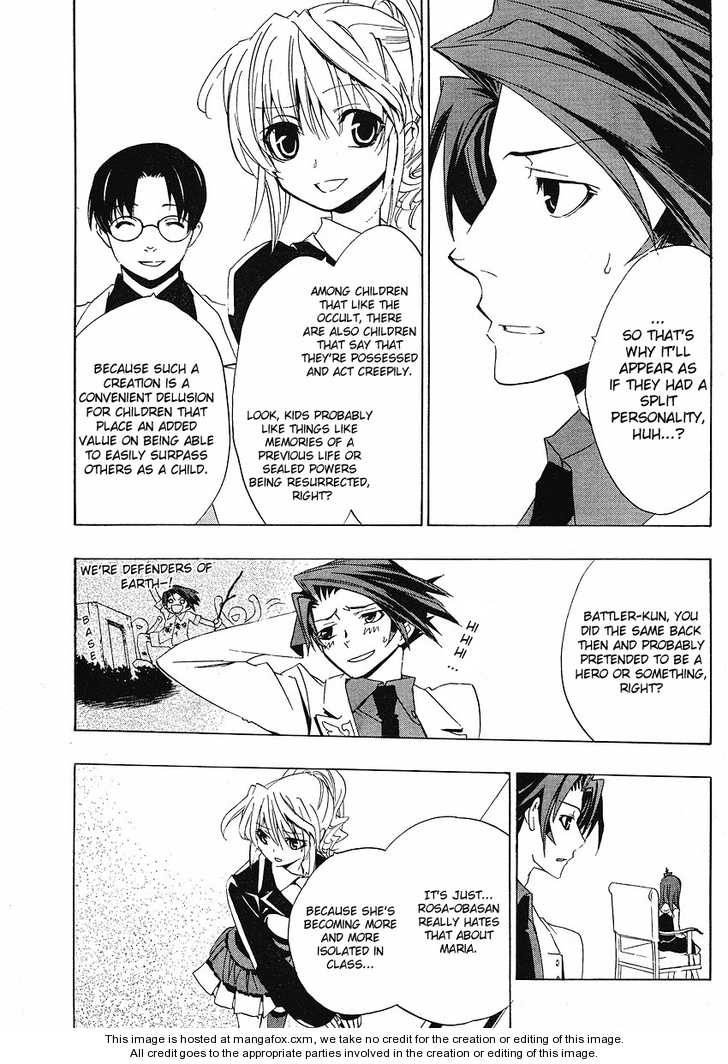 ...
SO THAT'S
WHY IT'LL
APPEAR AS
IF THEY HAD A
SPLIT
PERSONALITY,
HUH...?
AMONG CHILDREN
THAT LIKE THE
OCCULT, THERE
ARE ALSO CHILDREN
THAT SAY THAT
THEY'RE POSSESSED
AND ACT CREEPILY.
LOOK, KIDS PROBABLY
LIKE THINGS LIKE
MEMORIES OF A
PREVIOUS LIFE OR
SEALED POWERS
BEING RESURRECTED,
RIGHT?
BECAUSE SUCH A
CREATION IS A
CONVENIENT DELUSION
FOR CHILDREN THAT
PLACE AN ADDED
VALUE ON BEING ABLE
TO EASILY SURPASS
OTHERS AS A CHILD.
BATTLER-KUN, YOU
DID THE SAME BACK
THEN AND PROBABLY
PRETENDED TO BE A
HERO OR SOMETHING,
RIGHT?
HI
HI
HI
...
WE'RE DEFENDERS OF
EARTH-!
BASE
IT'S JUST...
ROSA-OBASAN
REALLY HATES
THAT ABOUT
MARIA.
BECAUSE SHE'S
BECOMING MORE
AND MORE
ISOLATED IN
CLASS...
This image is hosted at mangafox.cxm, we take no credit for the creation or editing of this image.
All credit goes to the appropriate parties involved in the creation or editing of this image.